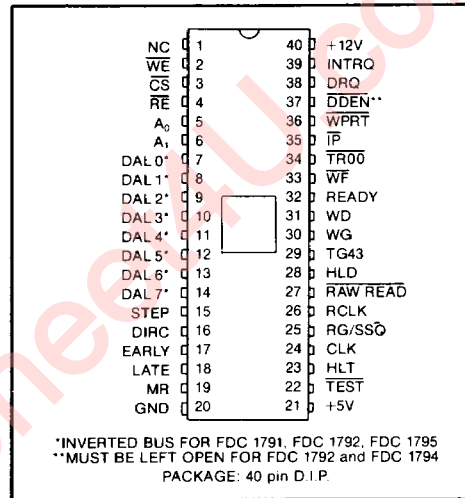 NC 1 40 +12V
WE 2 39 INTRQ
CS 3 38 DRQ
RE 4 37 DDEN**
A0 5 36 WPRT
A1 6 35 IP
DAL 0* 7 34 TR00
DAL 1* 8 33 WF
DAL 2* 9 32 READY
DAL 3* 10 31 WD
DAL 4* 11 30 WG
DAL 5* 12 29 TG43
DAL 6* 13 28 HLD
DAL 7* 14 27 RAW READ
STEP 15 26 RCLK
DIRC 16 25 RG/SSO
EARLY 17 24 CLK
LATE 18 23 HLT
MR 19 22 TEST
GND 20 21 +5V
*INVERTED BUS FOR FDC 1791, FDC 1792, FDC 1795
**MUST BE LEFT OPEN FOR FDC 1792 and FDC 1794
PACKAGE: 40 pin D.I.P.